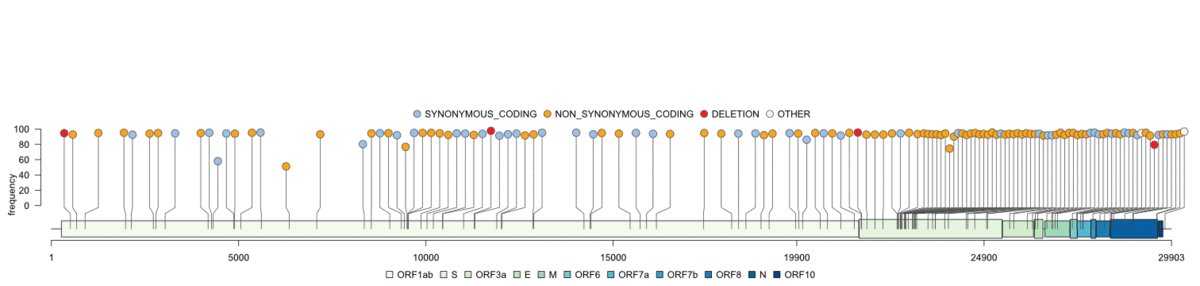 SYNONYMOUS_CODING NON_SYNONYMOUS_CODING DELETION OTHER
frequency
100
80
60
40
20
0
1 5000 10000 15000 19900 24900 29903
ORF1ab S ORF3a E M ORF6 ORF7a ORF7b ORF8 N ORF10